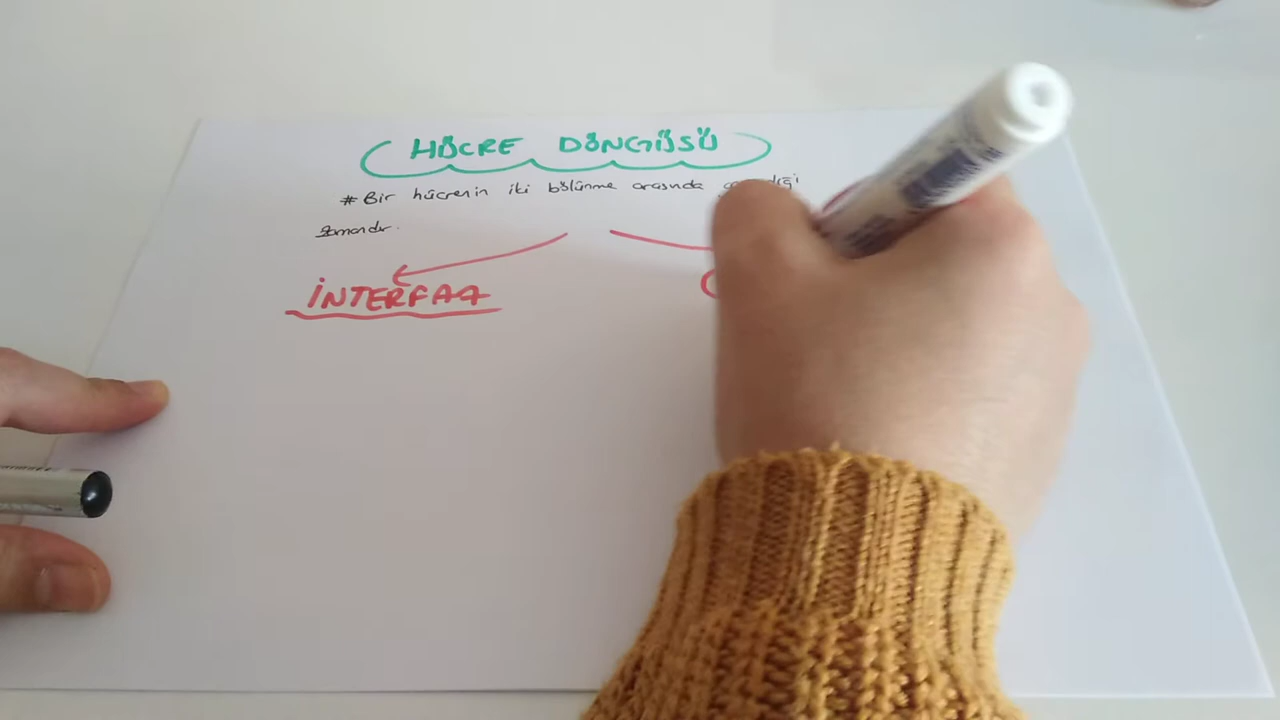 HÜCRE DÖNGÜSÜ
# Bir hücrenin iki bölünme arasında
zamandır.
İNTERFAZ